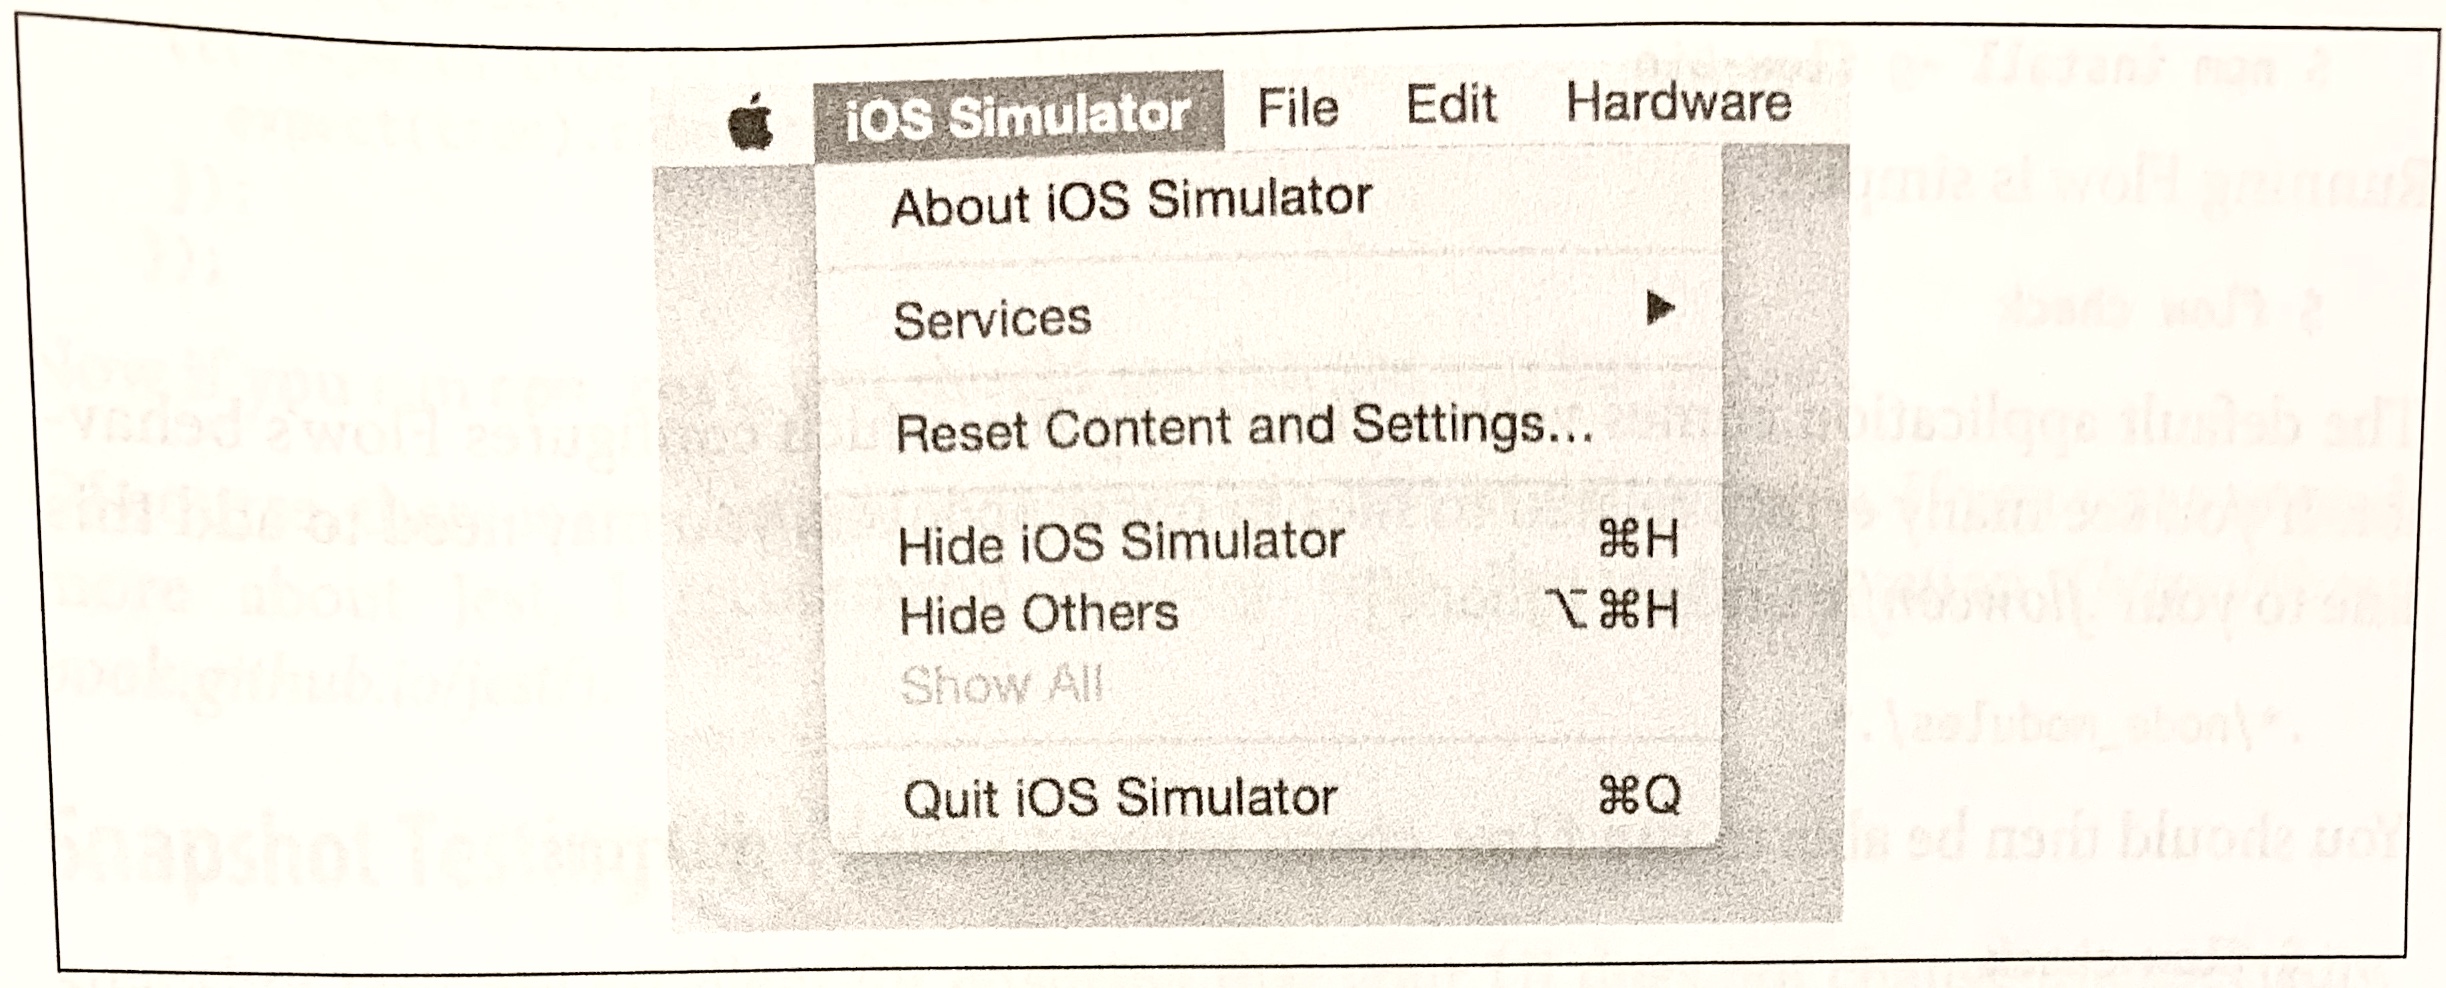 iOS Simulator File Edit Hardware
About iOS Simulator
Services ▶
Reset Content and Settings...
Hide iOS Simulator ⌘H
Hide Others ⌥⌘H
Show All
Quit iOS Simulator ⌘Q